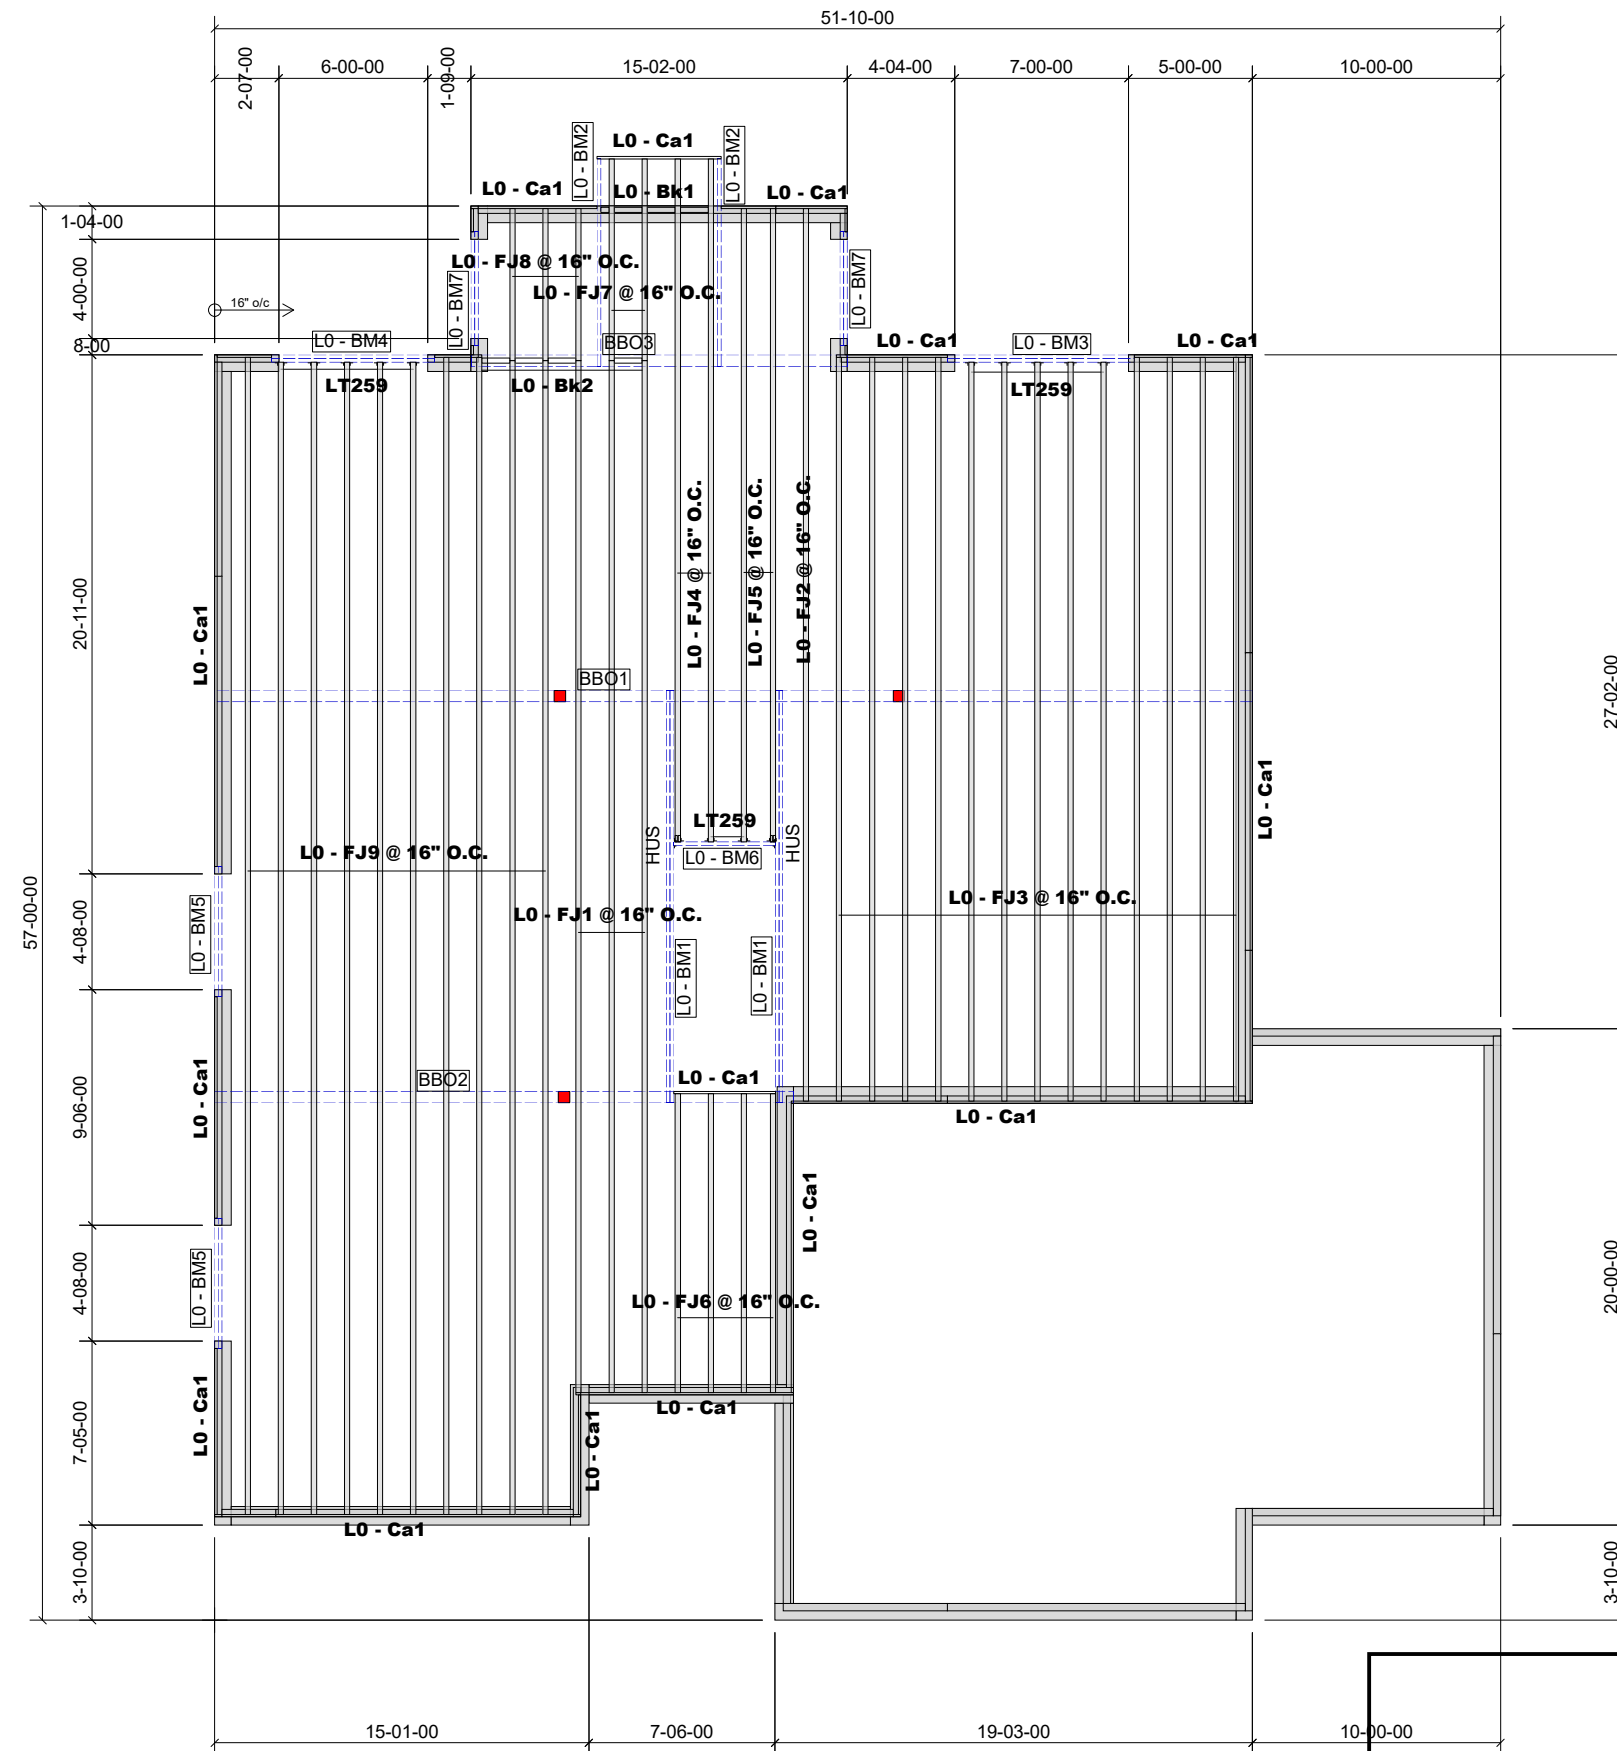 51-10-00
2-07-00
6-00-00
1-09-00
15-02-00
4-04-00
7-00-00
5-00-00
10-00-00
L0 - BM2
L0 - Ca1
L0 - BM2
L0 - Ca1
L0 - Bk1
L0 - Ca1
1-04-00
L0 - FJ8 @ 16" O.C.
L0 - FJ7 @ 16" O.C.
4-00-00
16" o/c
L0 - BM7
L0 - BM7
8-00
L0 - BM4
BBO3
L0 - Ca1
L0 - BM3
L0 - Ca1
LT259
L0 - Bk2
LT259
L0 - FJ4 @ 16" O.C.
L0 - FJ5 @ 16" O.C.
L0 - FJ2 @ 16" O.C.
20-11-00
L0 - Ca1
BBO1
27-02-00
L0 - Ca1
LT259
HUS
HUS
L0 - FJ9 @ 16" O.C.
L0 - BM6
L0 - FJ3 @ 16" O.C.
57-00-00
4-08-00
L0 - BM5
L0 - FJ1 @ 16" O.C.
L0 - BM1
L0 - BM1
BBO2
L0 - Ca1
9-06-00
L0 - Ca1
L0 - Ca1
L0 - Ca1
4-08-00
L0 - BM5
L0 - FJ6 @ 16" O.C.
20-00-00
7-05-00
L0 - Ca1
L0 - Ca1
L0 - Ca1
L0 - Ca1
3-10-00
3-10-00
15-01-00
7-06-00
19-03-00
10-00-00